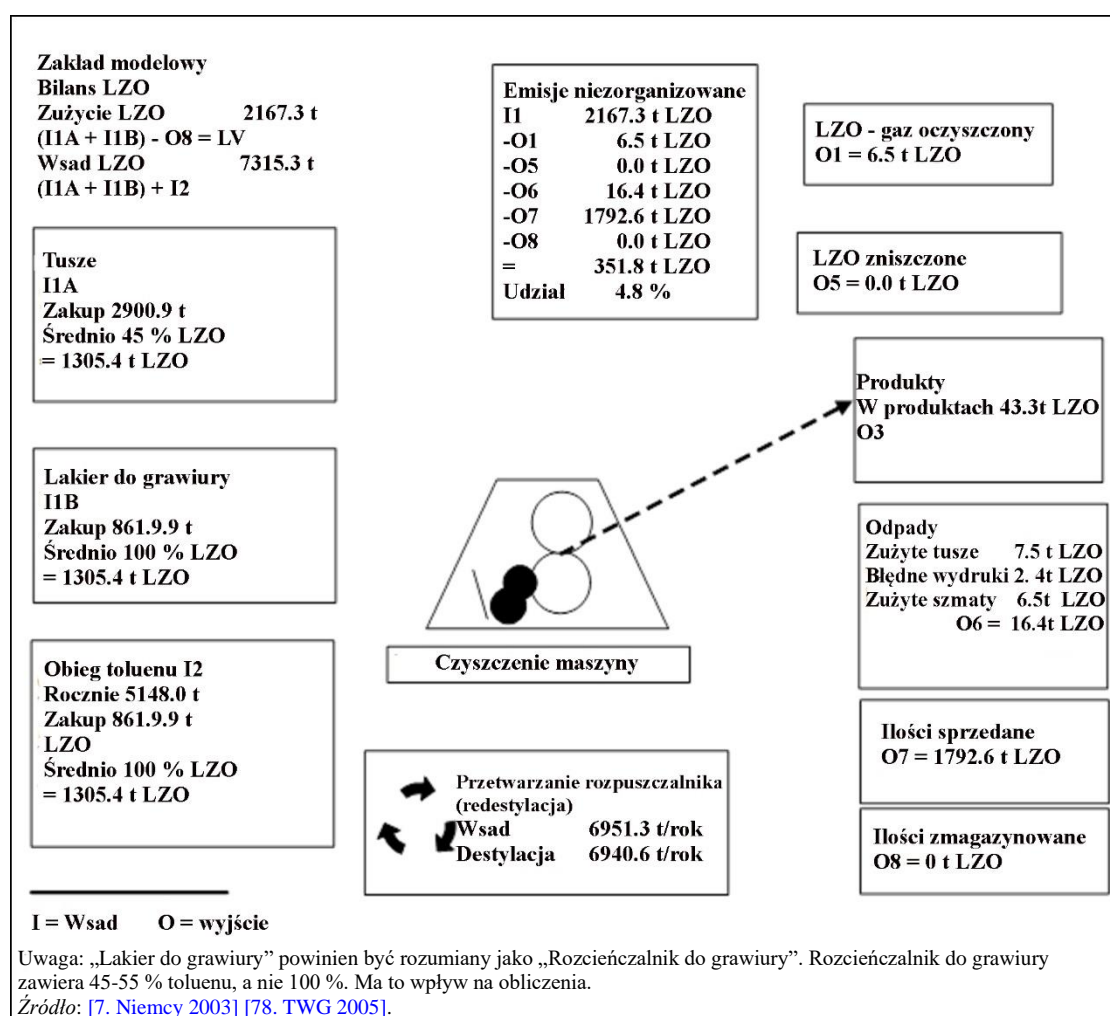 Zakład modelowy
Bilans LZO
Zużycie LZO 2167.3 t
(I1A + I1B) - O8 = LV
Wsad LZO 7315.3 t
(I1A + I1B) + I2
Tusze
I1A
Zakup 2900.9 t
Średnio 45 % LZO
= 1305.4 t LZO
Lakier do grawiury
I1B
Zakup 861.9.9 t
Średnio 100 % LZO
= 1305.4 t LZO
Obieg toluenu I2
Rocznie 5148.0 t
Zakup 861.9.9 t
LZO
Średnio 100 % LZO
= 1305.4 t LZO
Emisje niezorganizowane
I1 2167.3 t LZO
-O1 6.5 t LZO
-O5 0.0 t LZO
-O6 16.4 t LZO
-O7 1792.6 t LZO
-O8 0.0 t LZO
= 351.8 t LZO
Udział 4.8 %
Czyszczenie maszyny
Przetwarzanie rozpuszczalnika
(redestylacja)
Wsad 6951.3 t/rok
Destylacja 6940.6 t/rok
LZO - gaz oczyszczony
O1 = 6.5 t LZO
LZO zniszczone
O5 = 0.0 t LZO
Produkty
W produktach 43.3t LZO
O3
Odpady
Zużyte tusze 7.5 t LZO
Błędne wydruki 2. 4t LZO
Zużyte szmaty 6.5t LZO
O6 = 16.4t LZO
Ilości sprzedane
O7 = 1792.6 t LZO
Ilości zmagazynowane
O8 = 0 t LZO
I = Wsad O = wyjście
Uwaga: „Lakier do grawiury” powinien być rozumiany jako „Rozcieńczalnik do grawiury”. Rozcieńczalnik do grawiury
zawiera 45-55 % toluenu, a nie 100 %. Ma to wpływ na obliczenia.
Źródło: [7. Niemcy 2003] [78. TWG 2005].